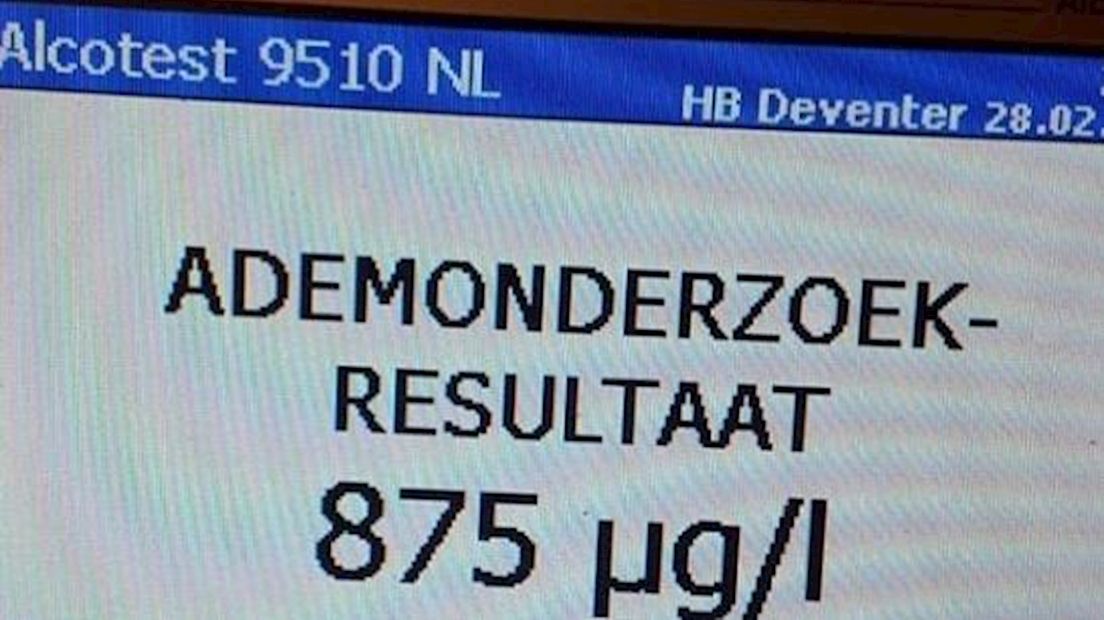 Alcotest 9510 NL
HB Deventer 28.02.
ADEMONDERZOEK-
RESULTAAT
875 µg/l